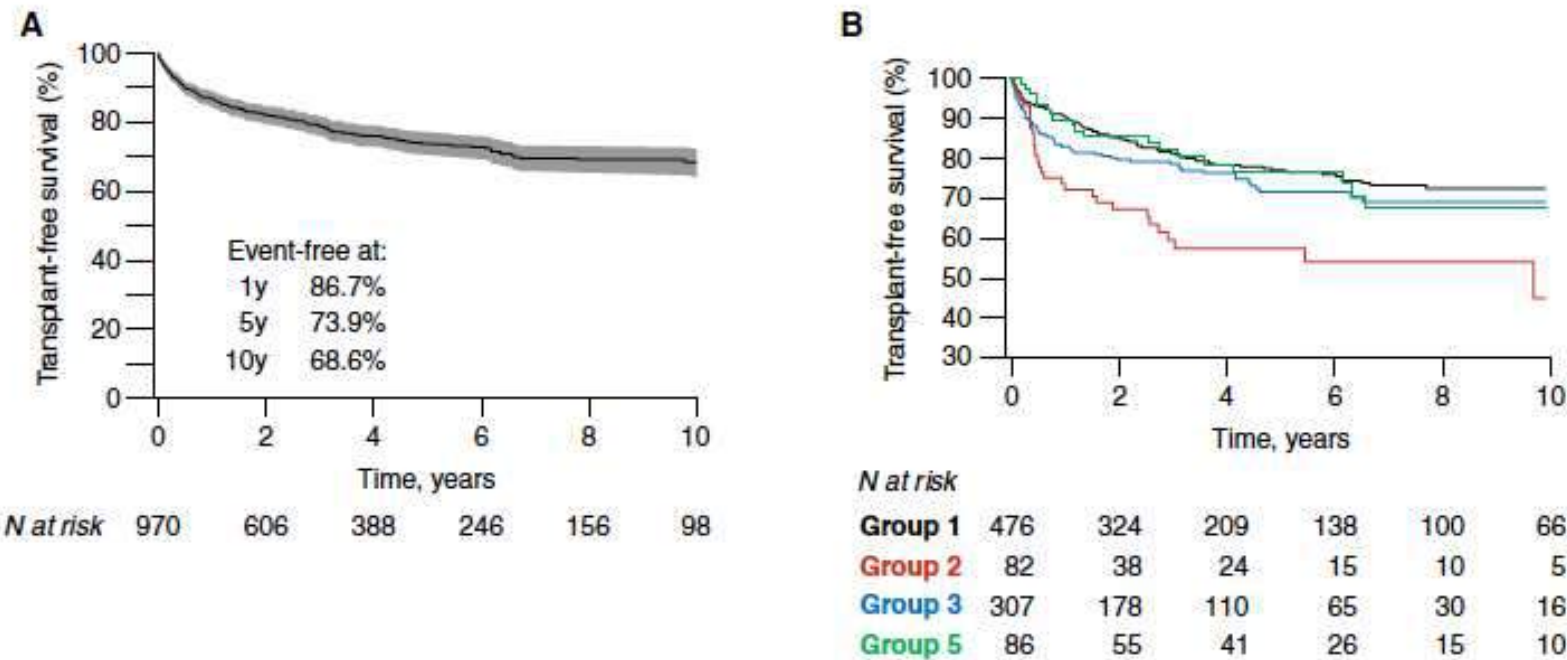 A
Transplant-free survival (%)
100
80
60
40
20
0
Event-free at:
1y 86.7%
5y 73.9%
10y 68.6%
0 2 4 6 8 10
Time, years
N at risk 970 606 388 246 156 98
B
Transplant-free survival (%)
100
90
80
70
60
50
40
30
0 2 4 6 8 10
Time, years
N at risk
Group 1 476 324 209 138 100 66
Group 2 82 38 24 15 10 5
Group 3 307 178 110 65 30 16
Group 5 86 55 41 26 15 10